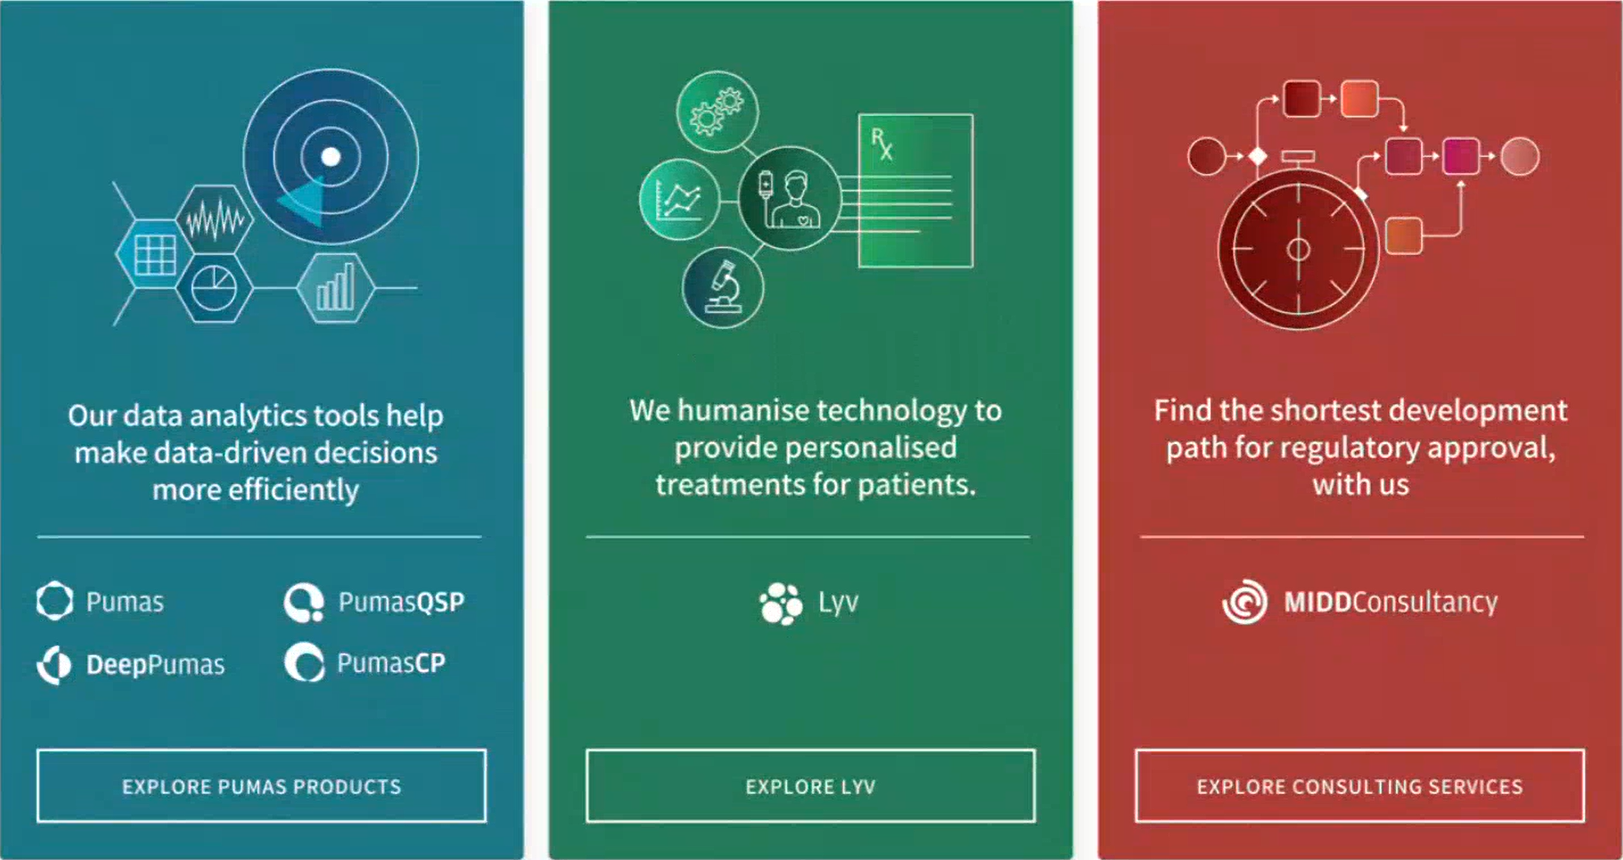 Our data analytics tools help
make data-driven decisions
more efficiently
Pumas
PumasQSP
DeepPumas
PumasCP
EXPLORE PUMAS PRODUCTS
Rx
We humanise technology to
provide personalised
treatments for patients.
Lyv
EXPLORE LYV
Find the shortest development
path for regulatory approval,
with us
MIDDConsultancy
EXPLORE CONSULTING SERVICES